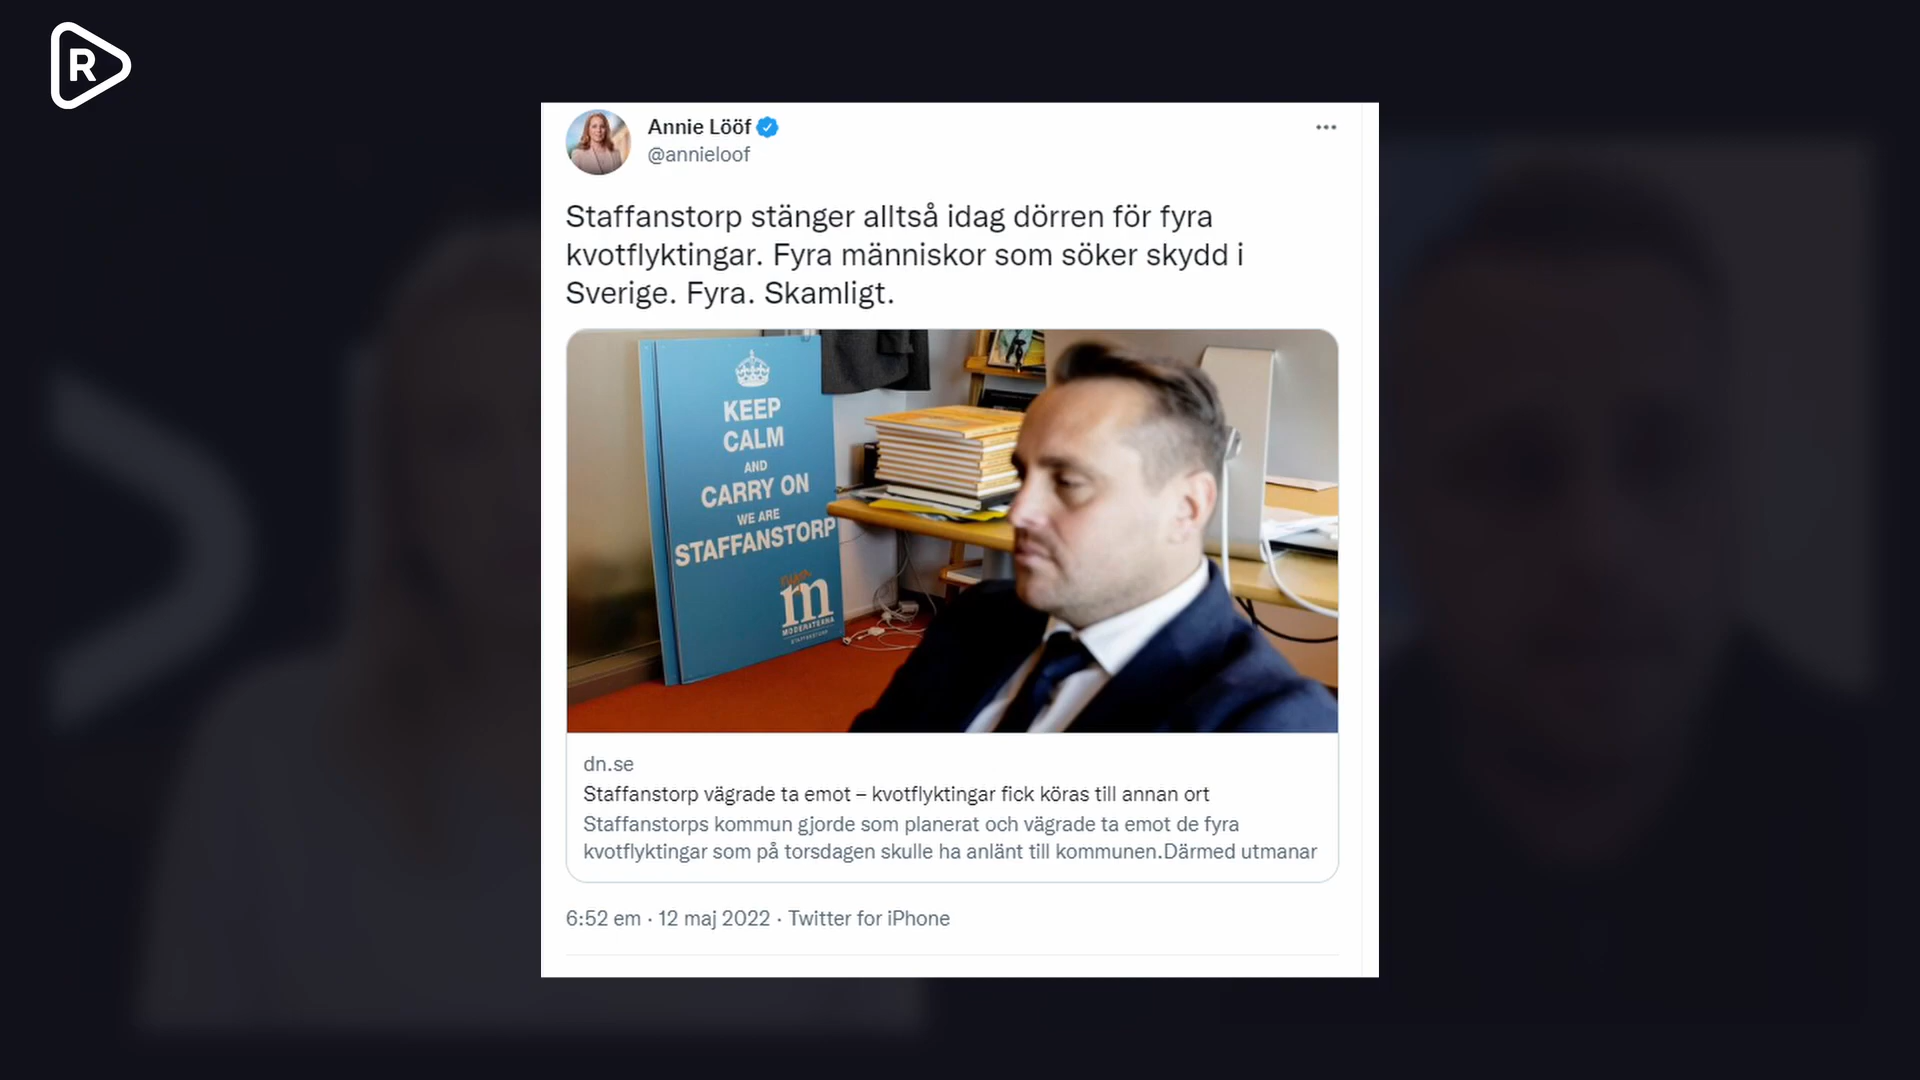 R
Annie Lööf
@annieloof
Staffanstorp stänger alltså idag dörren för fyra
kvotflyktingar. Fyra människor som söker skydd i
Sverige. Fyra. Skamligt.
KEEP
CALM
AND
CARRY ON
WE ARE
STAFFANSTORP
nya
m
MODERATERNA
STAFFANSTORP
dn.se
Staffanstorp vägrade ta emot – kvotflyktingar fick köras till annan ort
Staffanstorps kommun gjorde som planerat och vägrade ta emot de fyra
kvotflyktingar som på torsdagen skulle ha anlänt till kommunen.Därmed utmanar
6:52 em · 12 maj 2022 · Twitter for iPhone